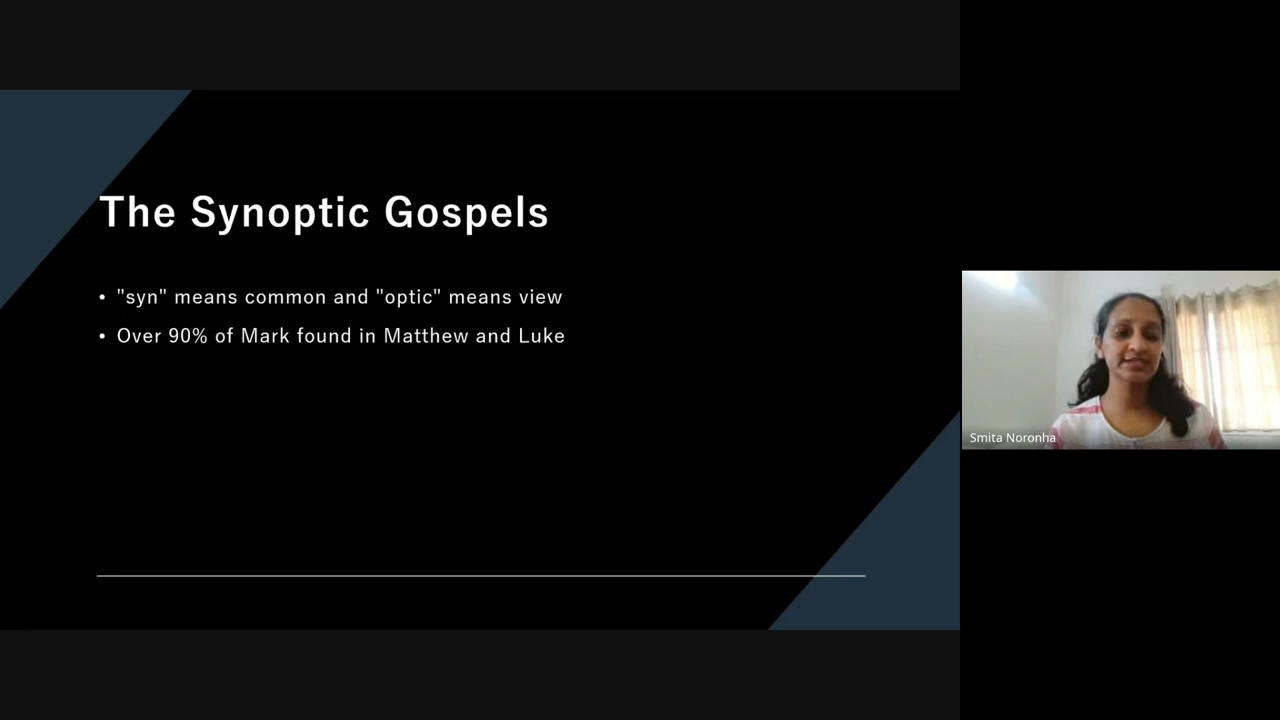 The Synoptic Gospels
• "syn" means common and "optic" means view
• Over 90% of Mark found in Matthew and Luke
Smita Noronha